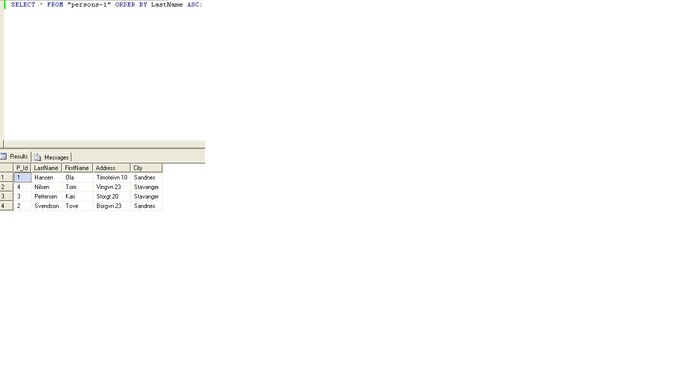 SELECT * FROM "persons-1" ORDER BY LastName ASC;
Results Messages
P_Id LastName FirstName Address City
1 1 Hansen Ola Timoteivn 10 Sandnes
2 4 Nilsen Tom Vingvn 23 Stavanger
3 3 Pettersen Kari Storgt 20 Stavanger
4 2 Svendson Tove Borgvn 23 Sandnes